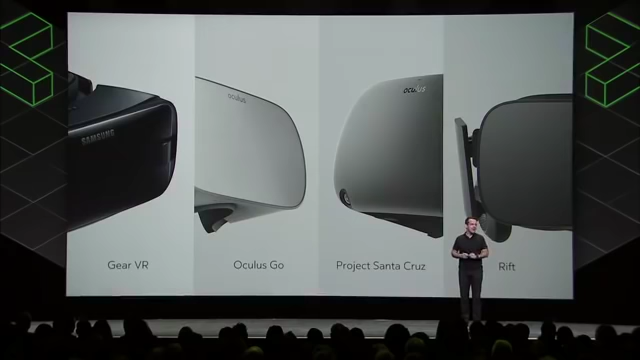 SAMSUNG
oculus
oculus
Gear VR
Oculus Go
Project Santa Cruz
Rift